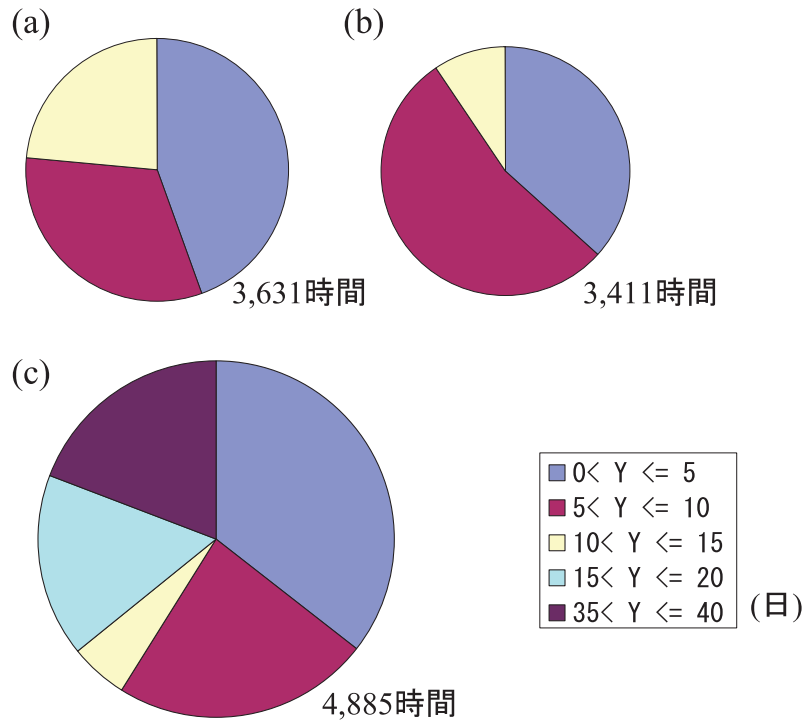 (a)
(b)
3,631時間
3,411時間
(c)
4,885時間
0< Y <= 5
5< Y <= 10
10< Y <= 15
15< Y <= 20
35< Y <= 40
(日)